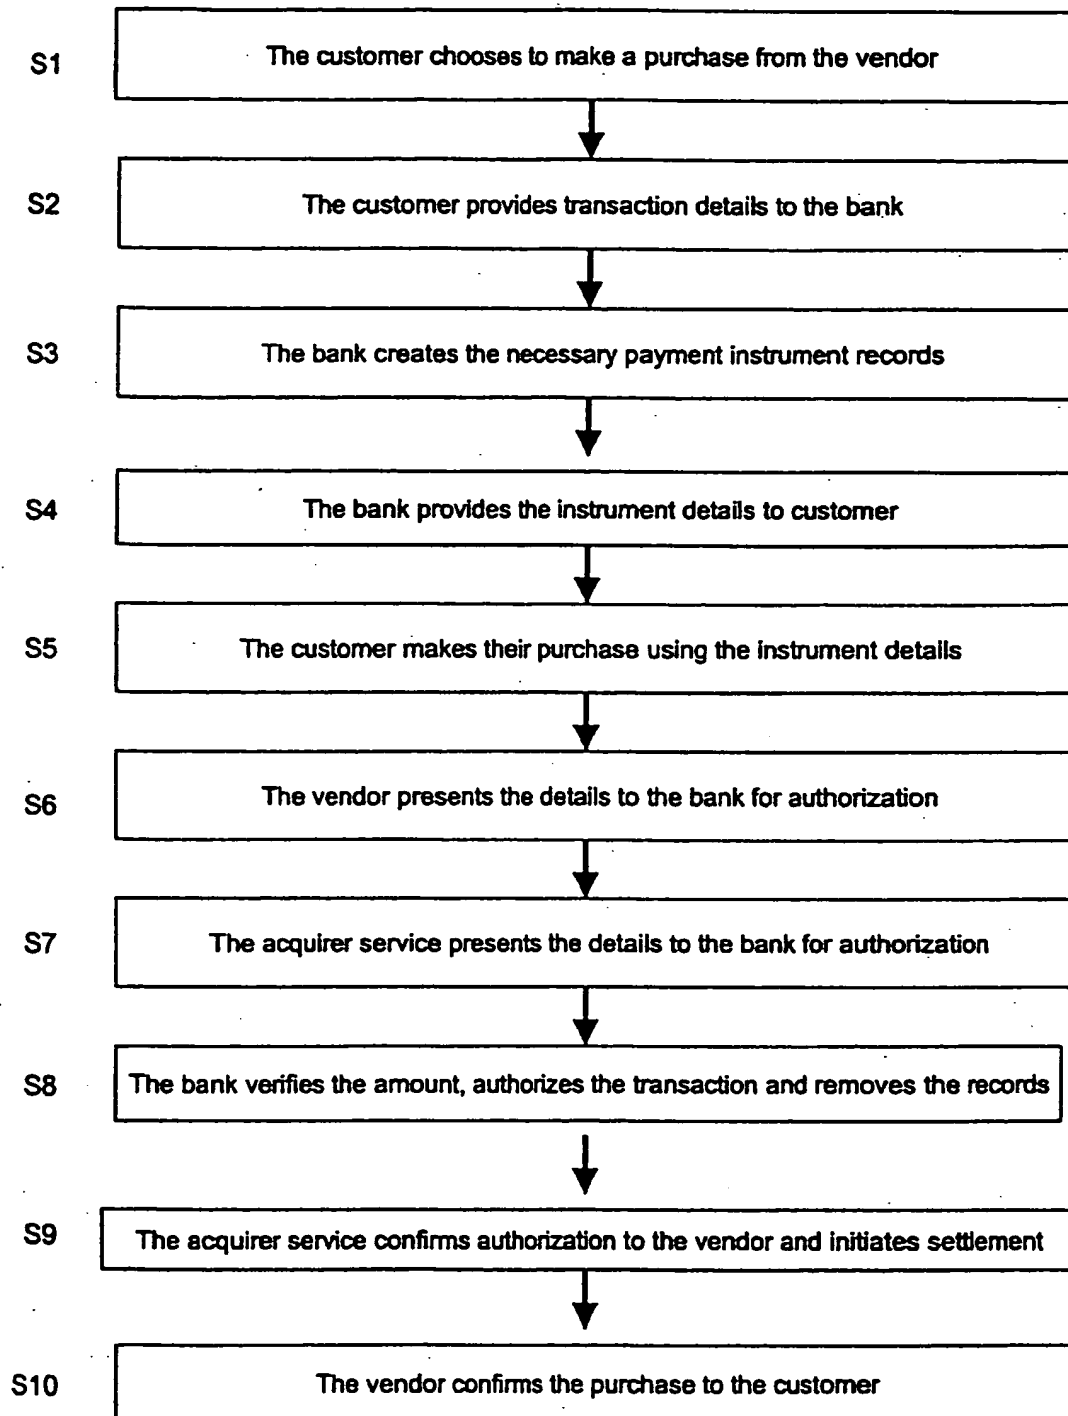 S1
The customer chooses to make a purchase from the vendor
S2
The customer provides transaction details to the bank
S3
The bank creates the necessary payment instrument records
S4
The bank provides the instrument details to customer
S5
The customer makes their purchase using the instrument details
S6
The vendor presents the details to the bank for authorization
S7
The acquirer service presents the details to the bank for authorization
S8
The bank verifies the amount, authorizes the transaction and removes the records
S9
The acquirer service confirms authorization to the vendor and initiates settlement
S10
The vendor confirms the purchase to the customer